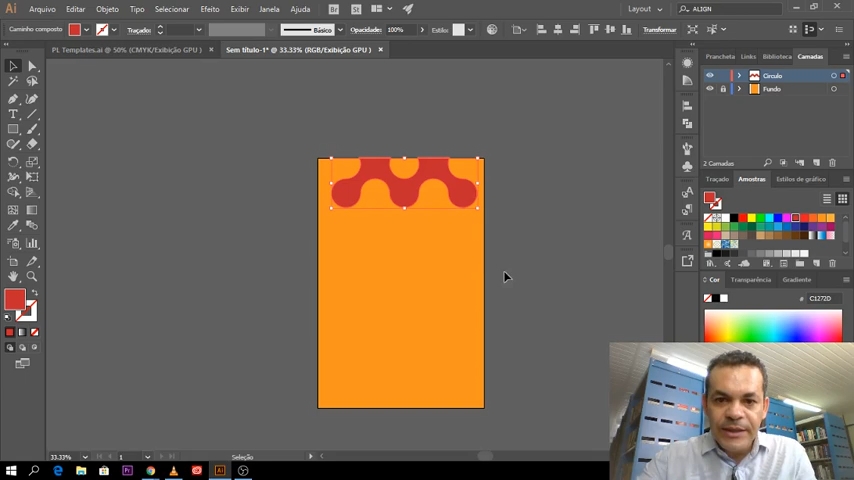 Ai Arquivo Editar Objeto Tipo Selecionar Efeito Exibir Janela Ajuda Br St Layout ALIGN
Caminho composto Traçado: Básico Opacidade: 100% Estilo: Transformar
PL Templates.ai @ 50% (CMYK/Exibição GPU ) × Sem título-1* @ 33.33% (RGB/Exibição GPU ) ×
Prancheta Links Biblioteca Camadas
Circulo
Fundo
2 Camadas
Traçado Amostras Estilos de gráfico
Cor Transparência Gradiente
# C1272D
33.33% 1 Seleção
Pr Ai